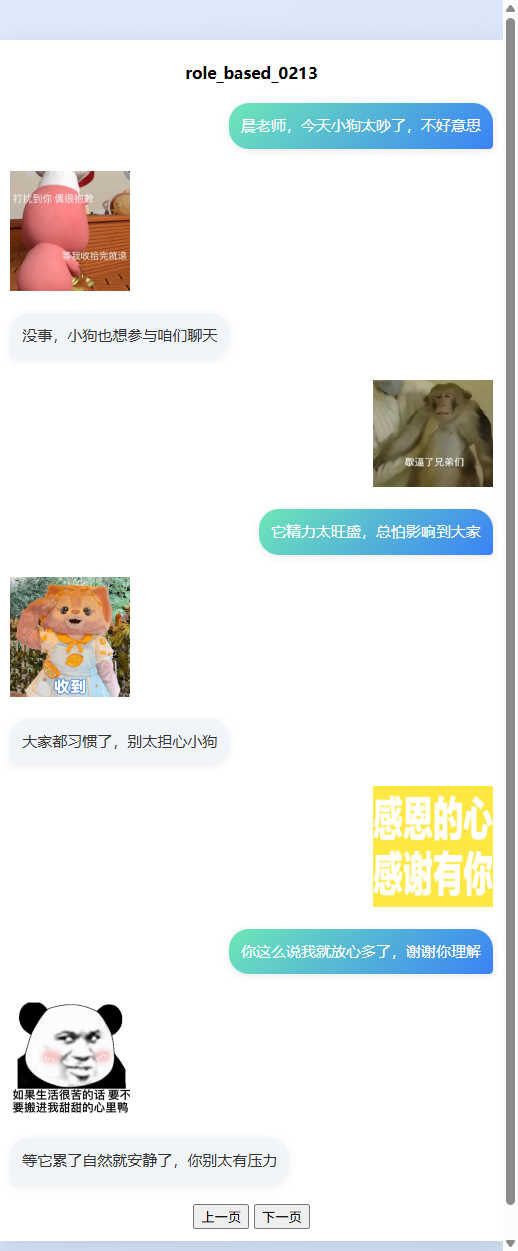 role_based_0213
晨老师，今天小狗太吵了，不好意思
打扰到你 偶很抱歉
等我收拾完就滚
没事，小狗也想参与咱们聊天
歇逼了兄弟们
它精力太旺盛，总怕影响到大家
收到
大家都习惯了，别太担心小狗
感恩的心
感谢有你
你这么说我就放心多了，谢谢你理解
如果生活很苦的话 要不
要搬进我甜甜的心里鸭
等它累了自然就安静了，你别太有压力
上一页 下一页